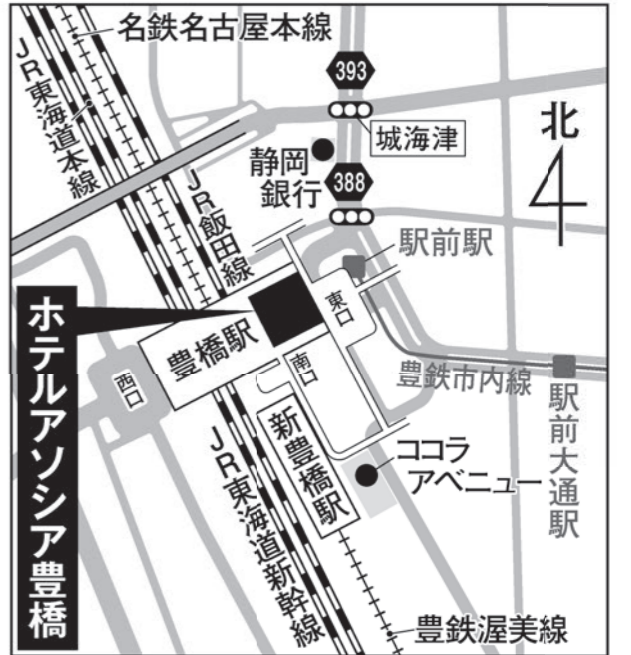 名鉄名古屋本線
JR東海道本線
393
城海津
北
静岡
銀行
388
JR飯田線
駅前駅
東口
豊橋駅
ホテルアソシア豊橋
西口
南口
豊鉄市内線
駅前大通駅
新豊橋駅
ココラ
アベニュー
JR東海道新幹線
豊鉄渥美線